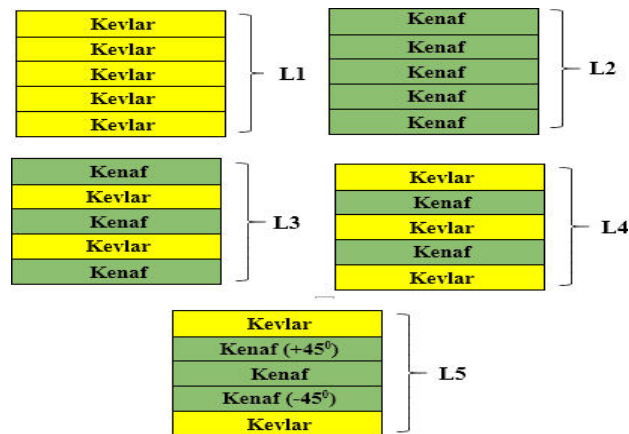 Kevlar
Kevlar
Kevlar
Kevlar
Kevlar
L1
Kenaf
Kenaf
Kenaf
Kenaf
Kenaf
L2
Kenaf
Kevlar
Kenaf
Kevlar
Kenaf
L3
Kevlar
Kenaf
Kevlar
Kenaf
Kevlar
L4
Kevlar
Kenaf (+45⁰)
Kenaf
Kenaf (-45⁰)
Kevlar
L5